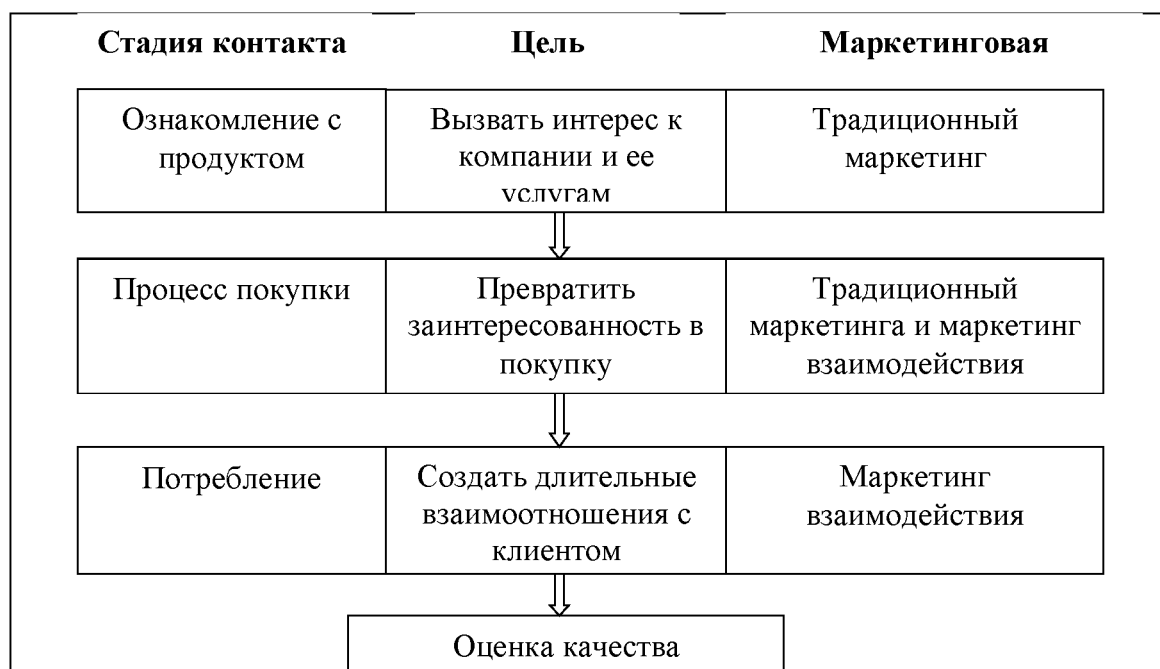 Стадия контакта Цель Маркетинговая
Ознакомление с
продуктом
Вызвать интерес к
компании и ее
услугам
Традиционный
маркетинг
Процесс покупки
Превратить
заинтересованность в
покупку
Традиционный
маркетинга и маркетинг
взаимодействия
Потребление
Создать длительные
взаимоотношения с
клиентом
Маркетинг
взаимодействия
Оценка качества